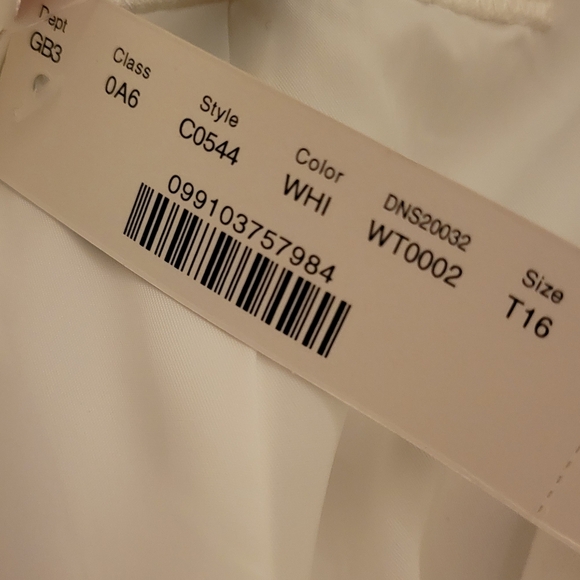 Dept
GB3
Class
0A6
Style
C0544
Color
WHI
DNS20032
WT0002
Size
T16
099103757984